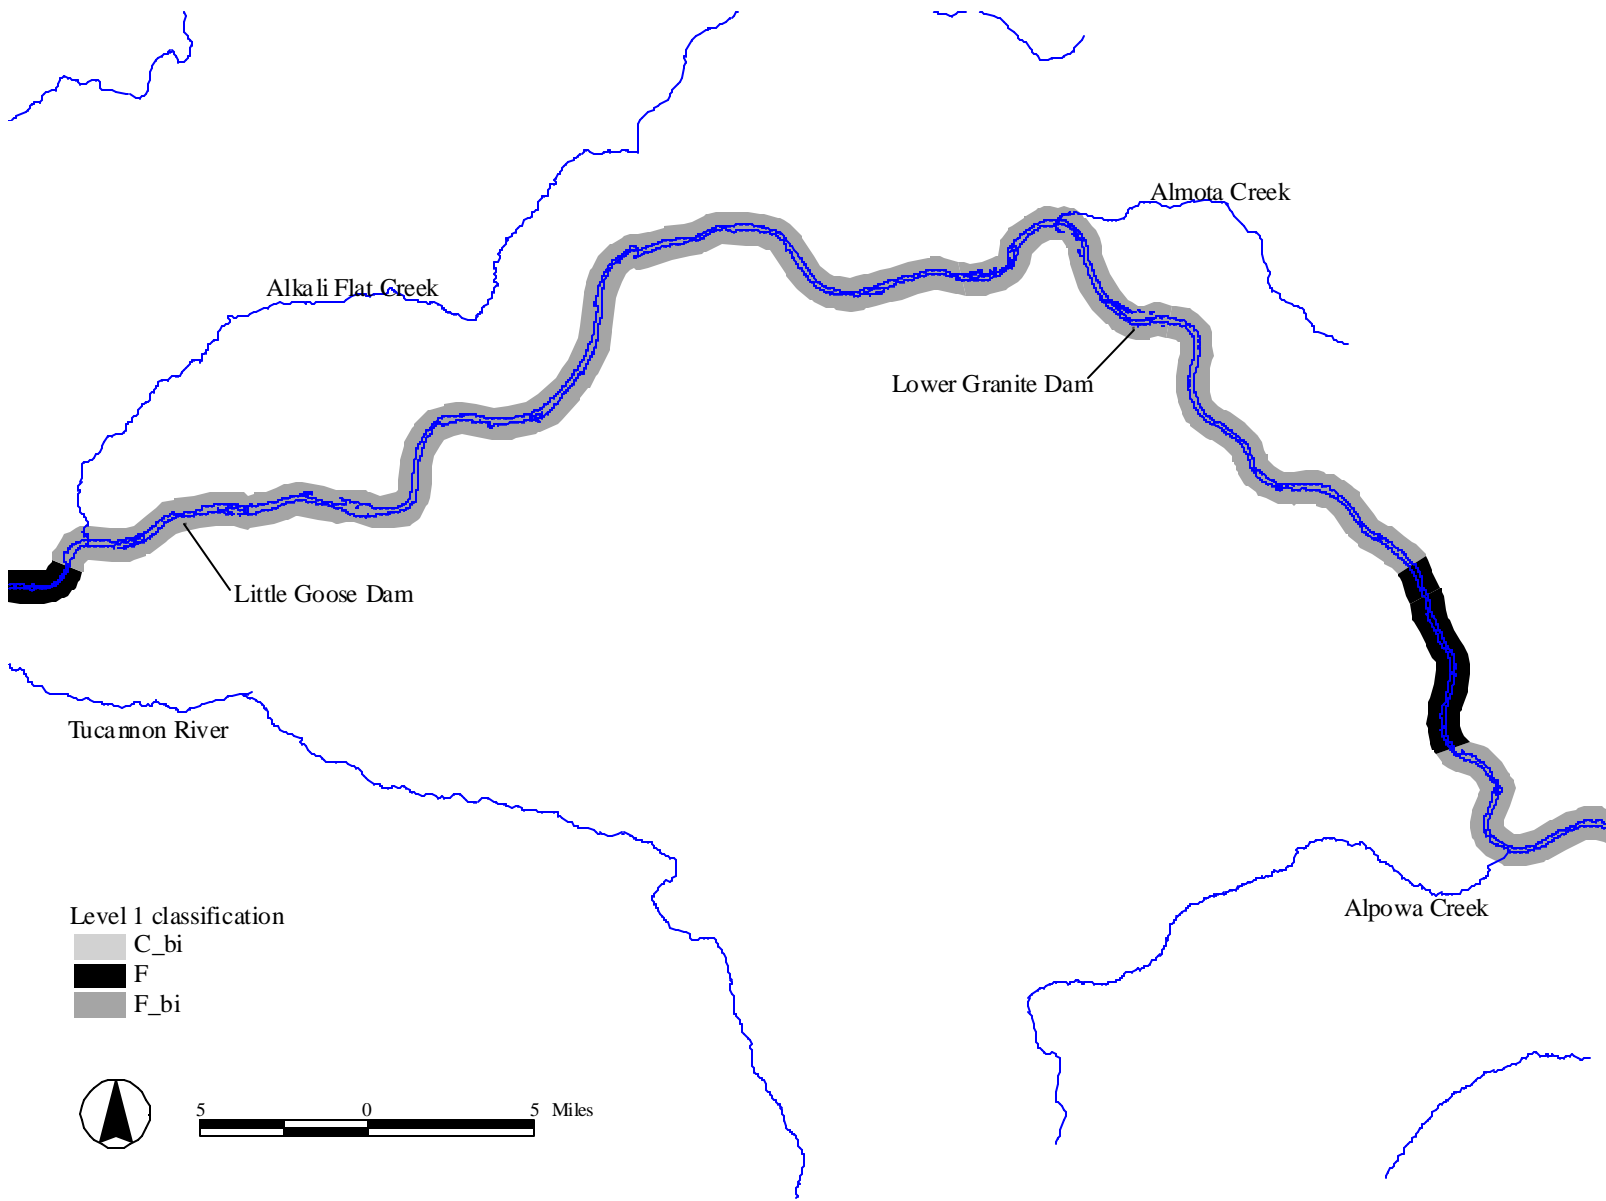 Almota Creek
Alkali Flat Creek
Lower Granite Dam
Little Goose Dam
Tucannon River
Alpowa Creek
Level 1 classification
C_bi
F
F_bi
5 0 5 Miles